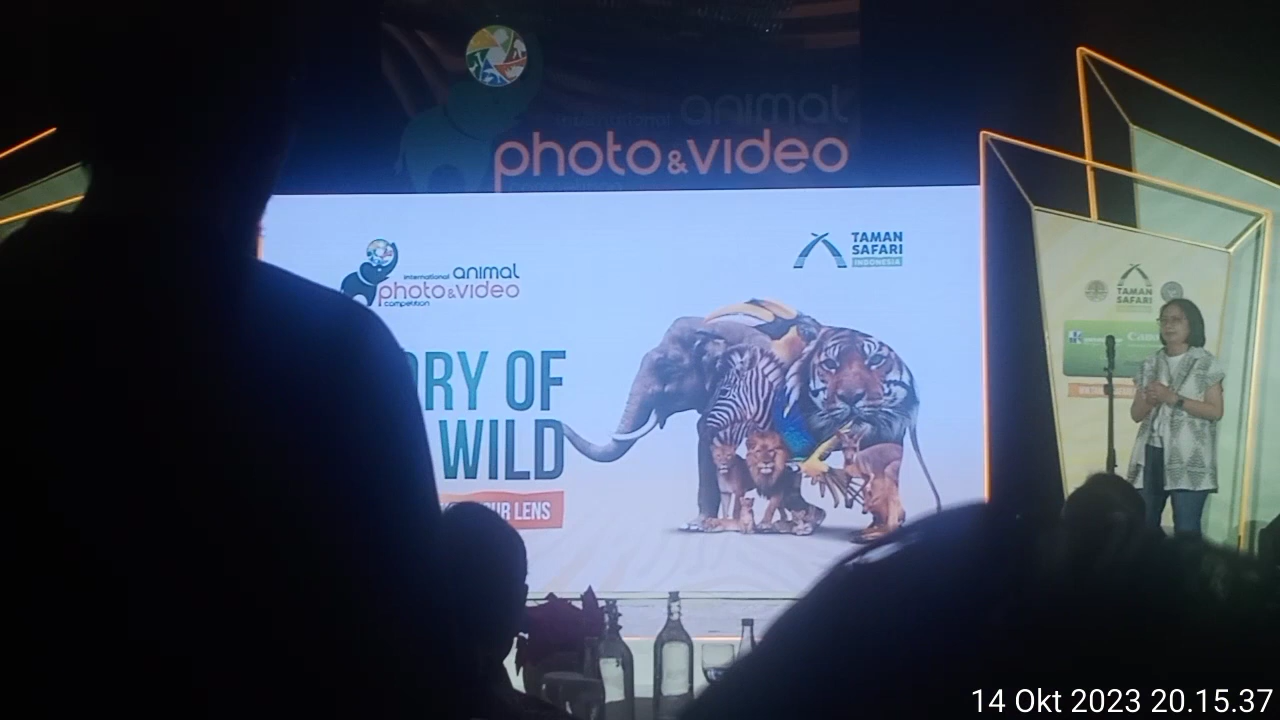 animal
photo&video
international animal
photo&video
competition
TAMAN
SAFARI
INDONESIA
ORY OF
WILD
UR LENS
TAMAN
SAFARI
14 Okt 2023 20.15.37